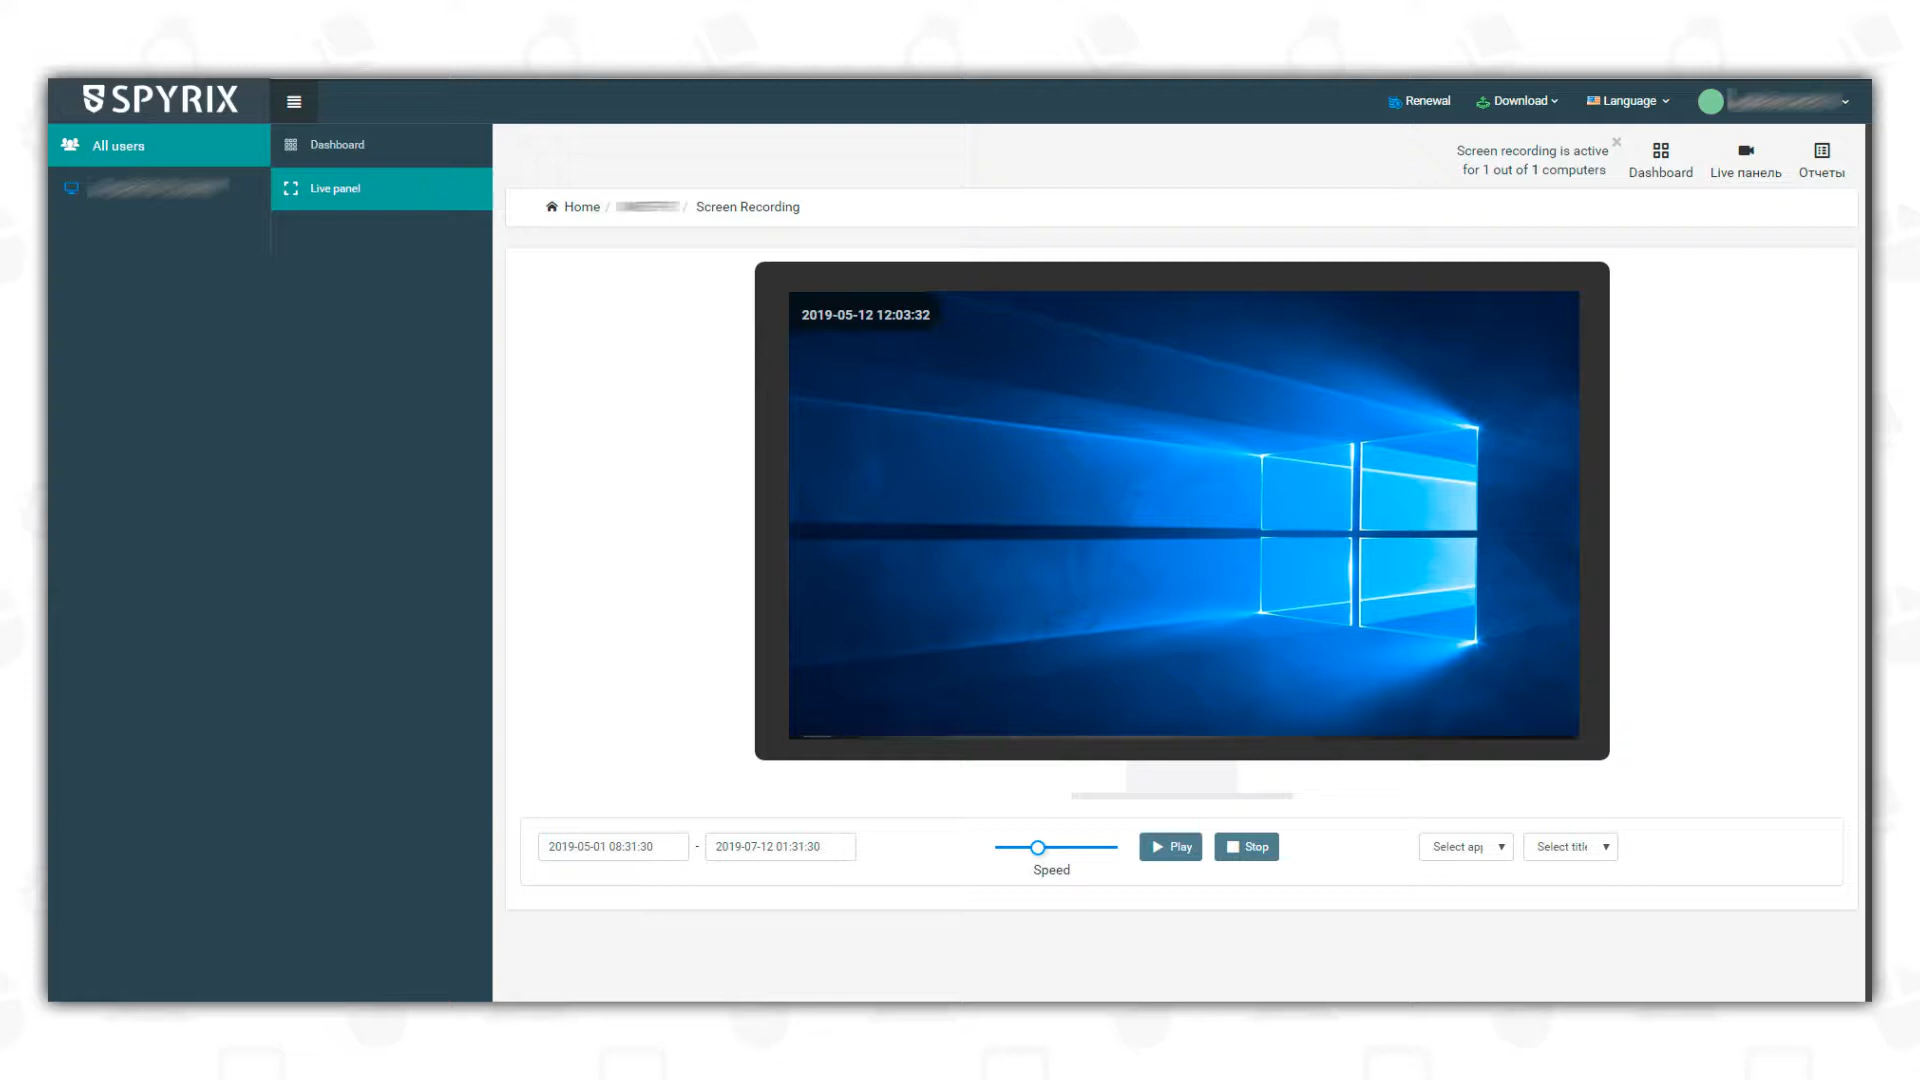 SPYRIX
Renewal
Download
Language
All users
Dashboard
Live panel
Screen recording is active
for 1 out of 1 computers
Dashboard
Live панель
Отчеты
Home / / Screen Recording
2019-05-12 12:03:32
2019-05-01 08:31:30 - 2019-07-12 01:31:30
Speed
Play
Stop
Select app
Select title